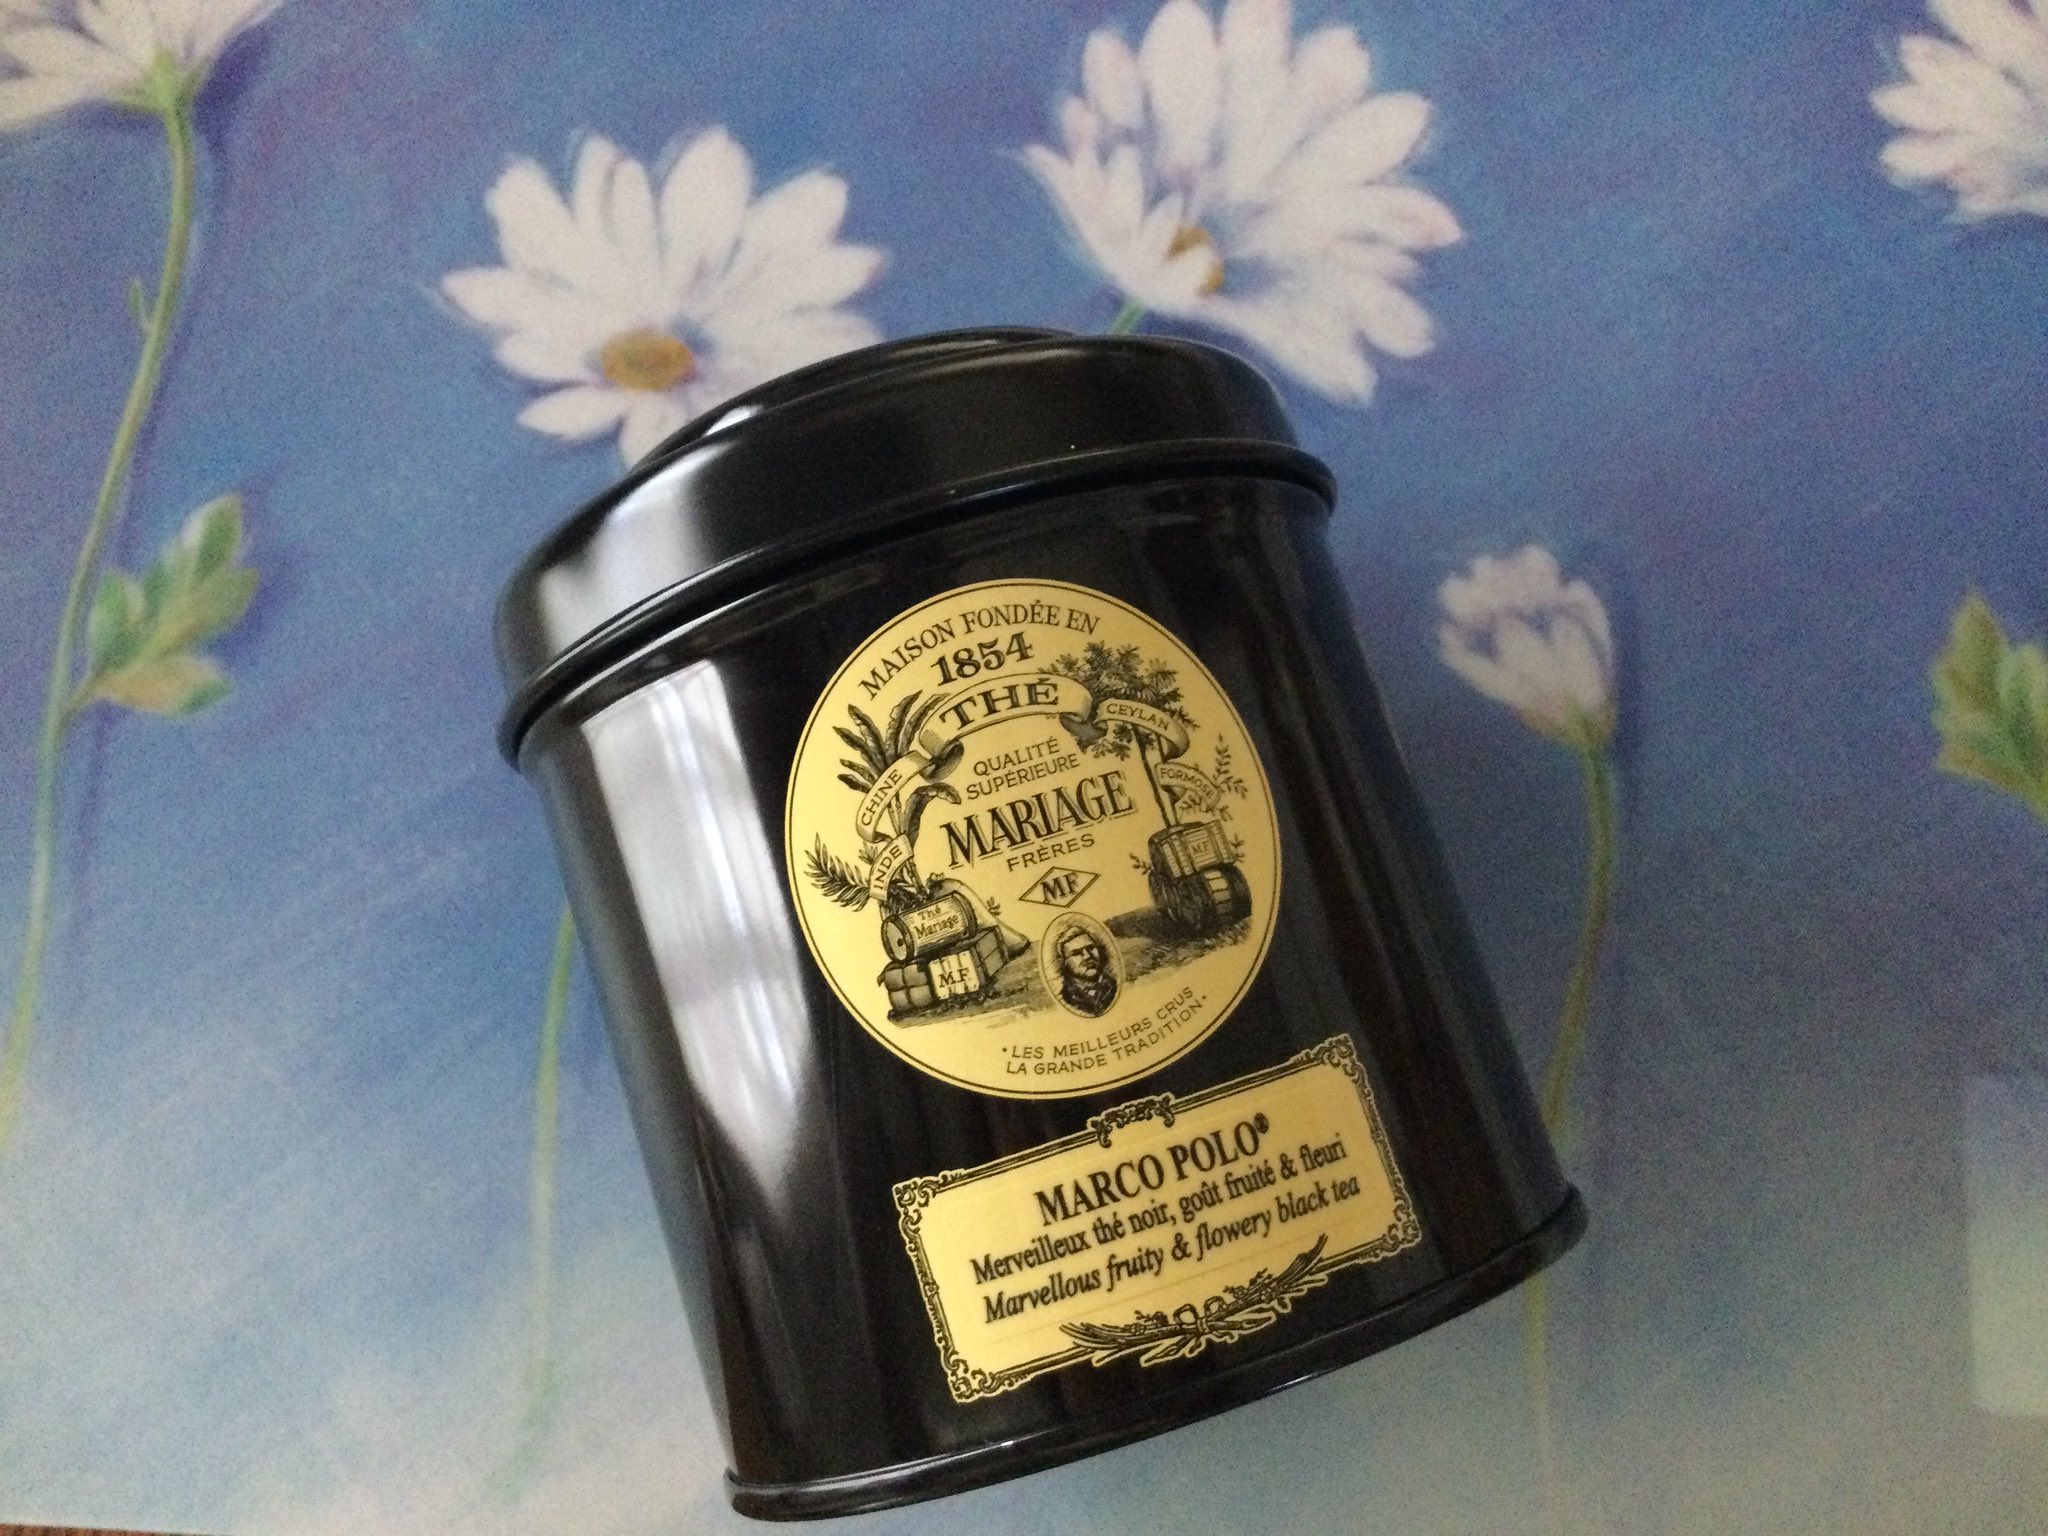 MAISON FONDÉE EN
1854
THÉ
CEYLAN
FORMOSE
CHINE
INDE
QUALITÉ
SUPÉRIEURE
MARIAGE
FRÈRES
MF
M.F
Thé
Mariage
M.F.
• LES MEILLEURS CRUS
LA GRANDE TRADITION •
MARCO POLO®
Merveilleux thé noir, goût fruité & fleuri
Marvellous fruity & flowery black tea